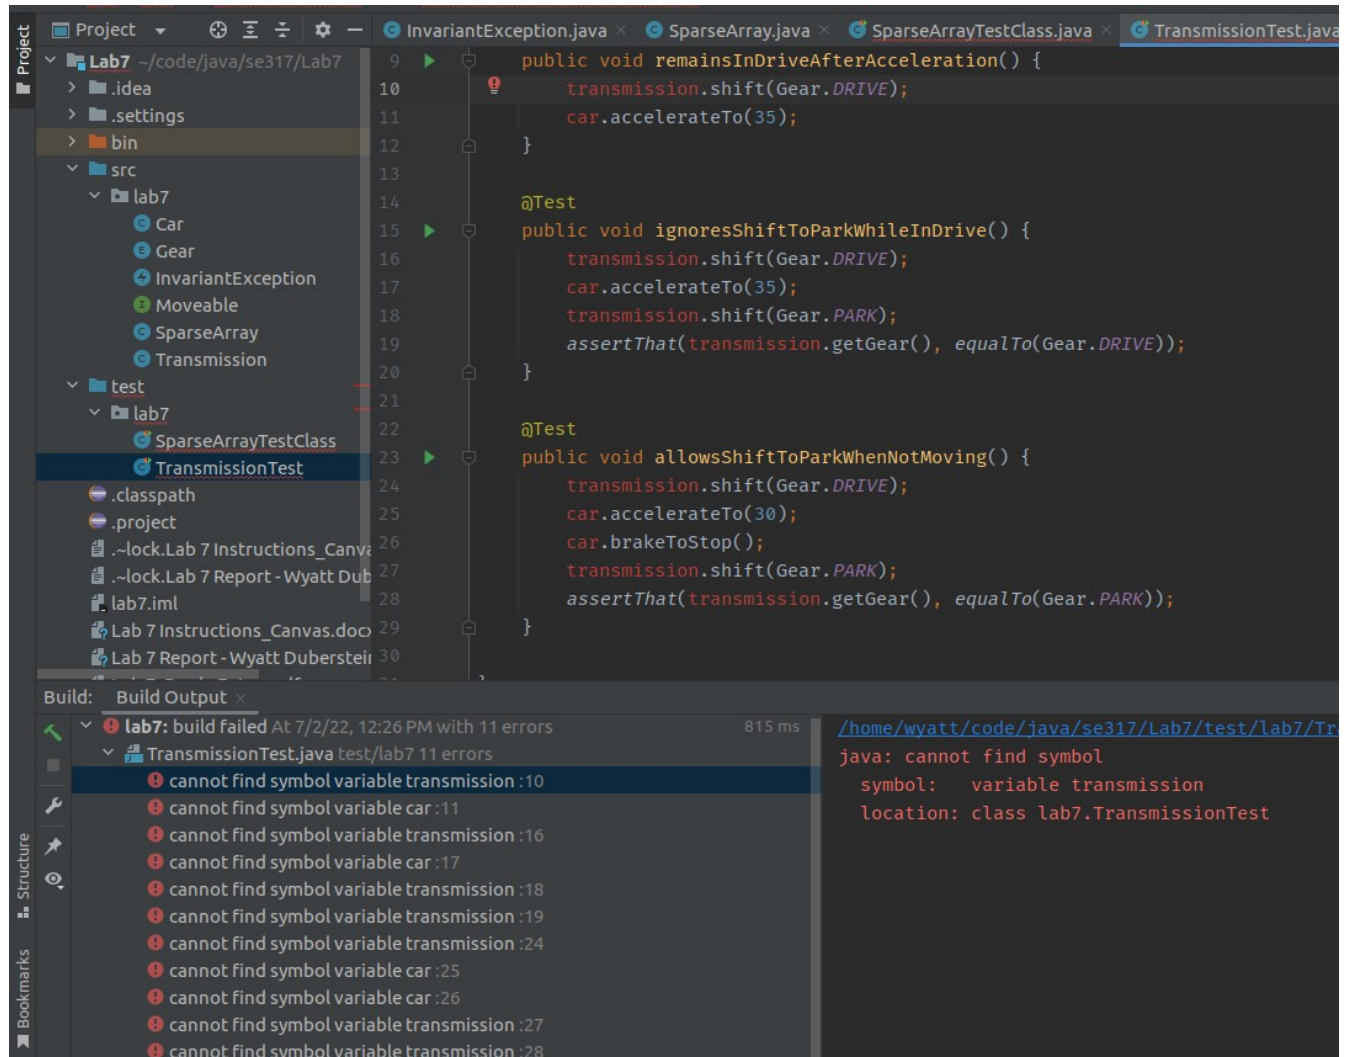 Project
InvariantException.java
SparseArray.java
SparseArrayTestClass.java
TransmissionTest.java
Project
Lab7 ~/code/java/se317/Lab7
.idea
.settings
bin
src
lab7
Car
Gear
InvariantException
Moveable
SparseArray
Transmission
test
lab7
SparseArrayTestClass
TransmissionTest
.classpath
.project
.~lock.Lab 7 Instructions_Canva
.~lock.Lab 7 Report - Wyatt Dub
lab7.iml
Lab 7 Instructions_Canvas.docx
Lab 7 Report - Wyatt Duberstei
9 public void remainsInDriveAfterAcceleration() {
10 transmission.shift(Gear.DRIVE);
11 car.accelerateTo(35);
12 }
13
14 @Test
15 public void ignoresShiftToParkWhileInDrive() {
16 transmission.shift(Gear.DRIVE);
17 car.accelerateTo(35);
18 transmission.shift(Gear.PARK);
19 assertThat(transmission.getGear(), equalTo(Gear.DRIVE));
20 }
21
22 @Test
23 public void allowsShiftToParkWhenNotMoving() {
24 transmission.shift(Gear.DRIVE);
25 car.accelerateTo(30);
26 car.brakeToStop();
27 transmission.shift(Gear.PARK);
28 assertThat(transmission.getGear(), equalTo(Gear.PARK));
29 }
30
Build: Build Output
lab7: build failed At 7/2/22, 12:26 PM with 11 errors 815 ms
TransmissionTest.java test/lab7 11 errors
cannot find symbol variable transmission :10
cannot find symbol variable car :11
cannot find symbol variable transmission :16
cannot find symbol variable car :17
cannot find symbol variable transmission :18
cannot find symbol variable transmission :19
cannot find symbol variable transmission :24
cannot find symbol variable car :25
cannot find symbol variable car :26
cannot find symbol variable transmission :27
cannot find symbol variable transmission :28
/home/wyatt/code/java/se317/Lab7/test/lab7/Tr
java: cannot find symbol
symbol: variable transmission
location: class lab7.TransmissionTest
Structure
Bookmarks